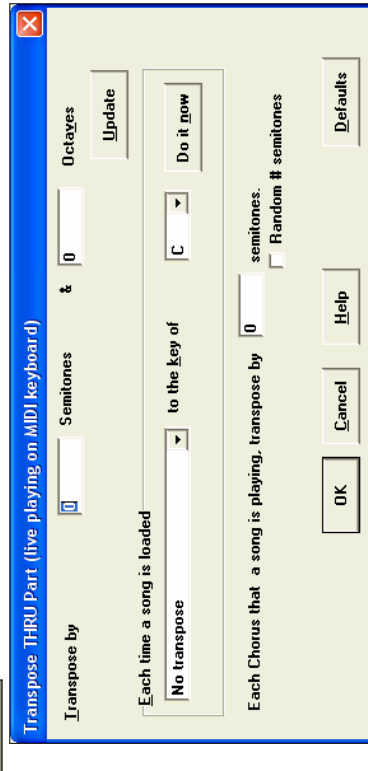 Transpose THRU Part (live playing on MIDI keyboard)
Transpose by 0 Semitones & 0 Octaves
Update
Each time a song is loaded
No transpose to the key of C Do it now
Each Chorus that a song is playing, transpose by 0 semitones.
Random # semitones
OK Cancel Help Defaults